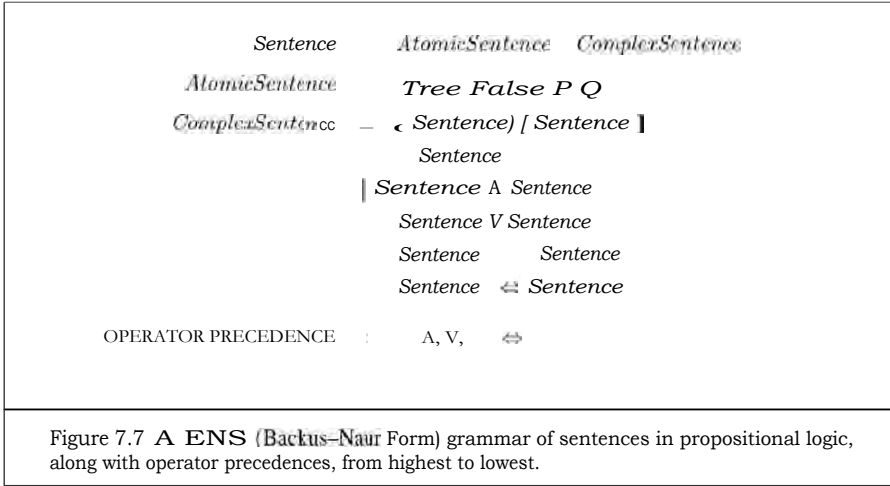 Sentence AtomicSentence ComplexSentence
AtomicSentence Tree False P Q
ComplexSentencc – ( Sentence) [ Sentence ]
Sentence
| Sentence A Sentence
Sentence V Sentence
Sentence Sentence
Sentence ⇔ Sentence
OPERATOR PRECEDENCE : A, V, ⇔
Figure 7.7 A ENS (Backus–Naur Form) grammar of sentences in propositional logic,
along with operator precedences, from highest to lowest.